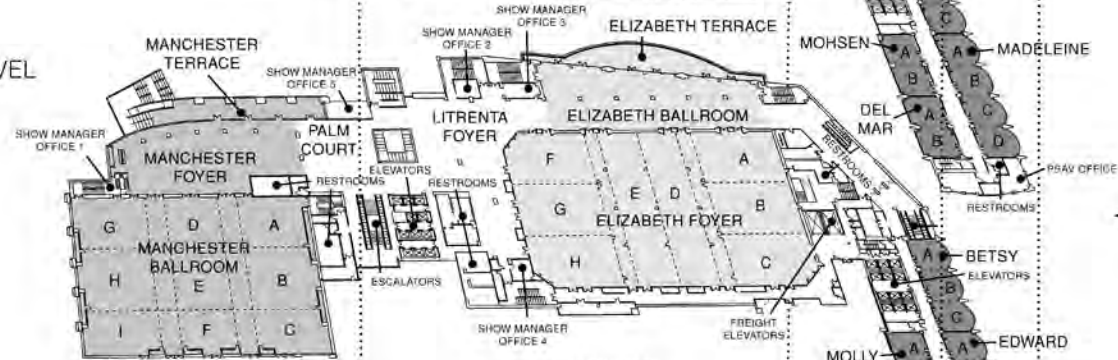 VEL
MANCHESTER
TERRACE
SHOW MANAGER
OFFICE 1
SHOW MANAGER
OFFICE 5
SHOW MANAGER
OFFICE 2
SHOW MANAGER
OFFICE 3
ELIZABETH TERRACE
PALM
COURT
LITRENTA
FOYER
ELIZABETH BALLROOM
MANCHESTER
FOYER
RESTROOMS
ELEVATORS
RESTROOMS
RESTROOMS
G
D
A
MANCHESTER
BALLROOM
H
E
B
I
F
C
ESCALATORS
F
A
E
D
G
B
ELIZABETH FOYER
H
C
SHOW MANAGER
OFFICE 4
FREIGHT
ELEVATORS
C
MOHSEN
A
A
MADELEINE
B
B
DEL
MAR
A
C
B
D
PSAV OFFICE
RESTROOMS
A
BETSY
ELEVATORS
B
C
MOLLY
A
A
EDWARD